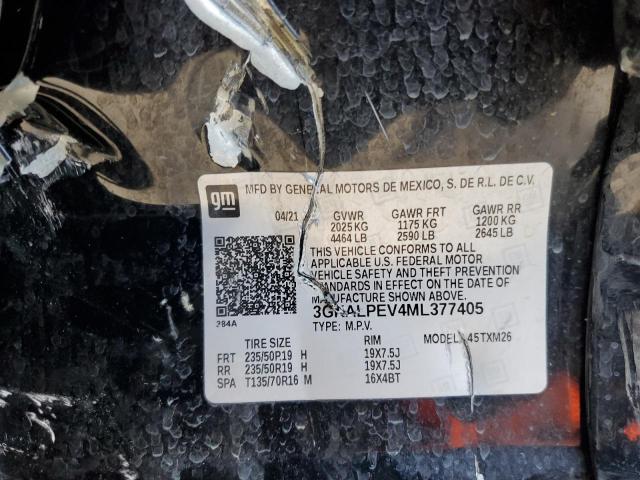 gm
MFD BY GENERAL MOTORS DE MEXICO, S. DE R.L. DE C.V.
04/21 GVWR GAWR FRT GAWR RR
2025 KG 1175 KG 1200 KG
4464 LB 2590 LB 2645 LB
THIS VEHICLE CONFORMS TO ALL
APPLICABLE U.S. FEDERAL MOTOR
VEHICLE SAFETY AND THEFT PREVENTION
STANDARDS IN EFFECT ON THE DATE OF
MANUFACTURE SHOWN ABOVE.
284A
TYPE: M.P.V. MODEL: 45TXM26
TIRE SIZE RIM
FRT 235/50R19 H 19X7.5J
RR 235/50R19 H 19X7.5J
SPA T135/70R16 M 16X4BT